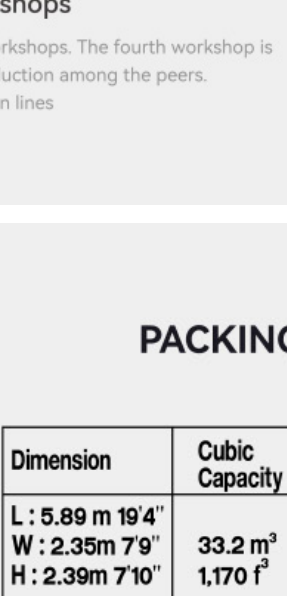 shops
rkshops. The fourth workshop is
uction among the peers.
n lines
PACKING
Dimension
Cubic
Capacity
L : 5.89 m 19'4"
W : 2.35m 7'9"
H : 2.39m 7'10"
33.2 m³
1,170 f³